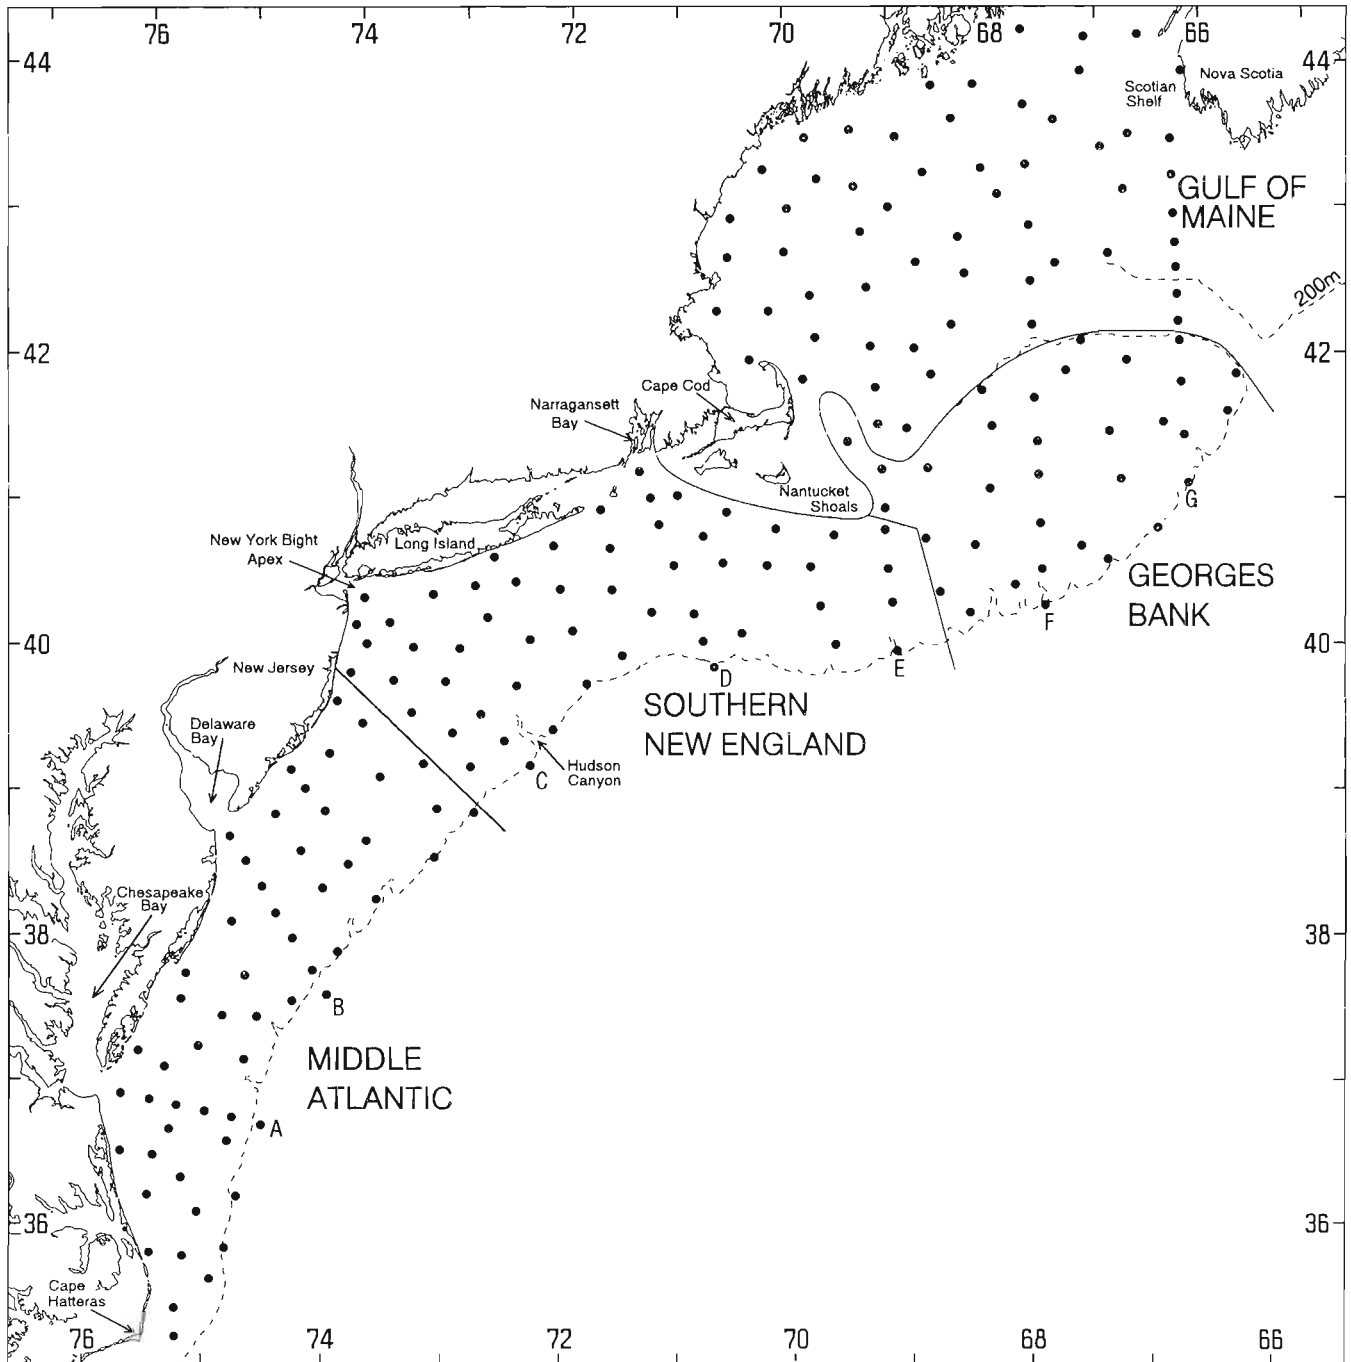 76
74
72
70
68
66
44
44
Nova Scotia
Scotian
Shelf
GULF OF
MAINE
200m
42
42
Cape Cod
Narragansett
Bay
Nantucket
Shoals
G
New York Bight
Apex
Long Island
GEORGES
BANK
F
40
40
New Jersey
E
D
SOUTHERN
NEW ENGLAND
Delaware
Bay
Hudson
Canyon
C
Chesapeake
Bay
38
38
B
MIDDLE
ATLANTIC
A
36
36
Cape
Hatteras
76
74
72
70
68
66